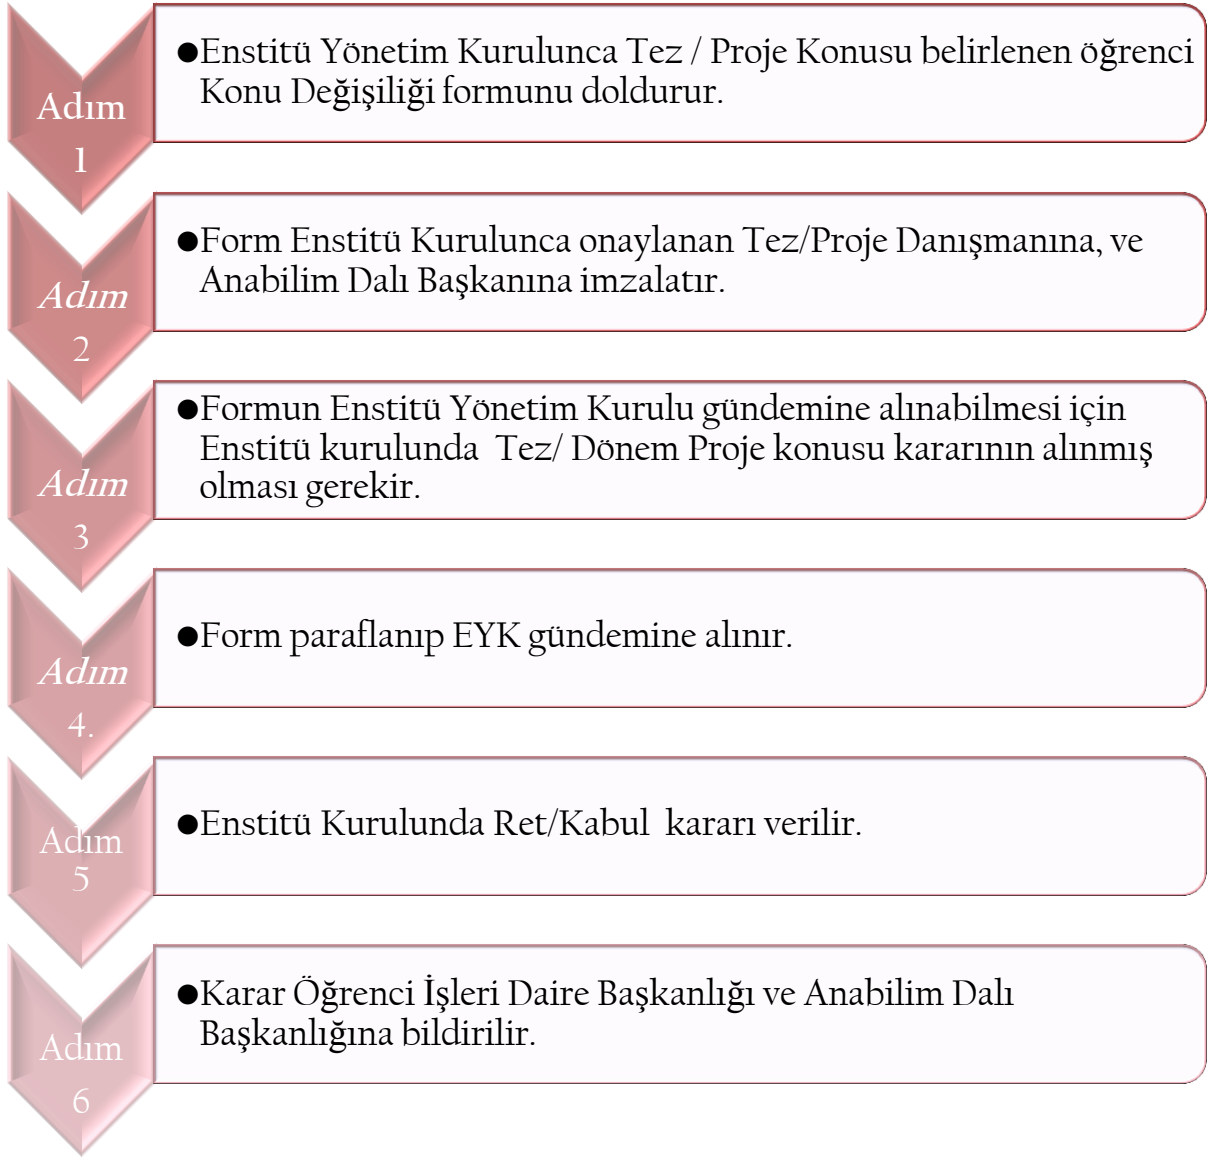 Adım
1
●Enstitü Yönetim Kurulunca Tez / Proje Konusu belirlenen öğrenci
Konu Değişiliği formunu doldurur.
Adım
2
●Form Enstitü Kurulunca onaylanan Tez/Proje Danışmanına, ve
Anabilim Dalı Başkanına imzalatır.
Adım
3
●Formun Enstitü Yönetim Kurulu gündemine alınabilmesi için
Enstitü kurulunda  Tez/ Dönem Proje konusu kararının alınmış
olması gerekir.
Adım
4.
●Form paraflanıp EYK gündemine alınır.
Adım
5
●Enstitü Kurulunda Ret/Kabul  kararı verilir.
Adım
6
●Karar Öğrenci İşleri Daire Başkanlığı ve Anabilim Dalı
Başkanlığına bildirilir.